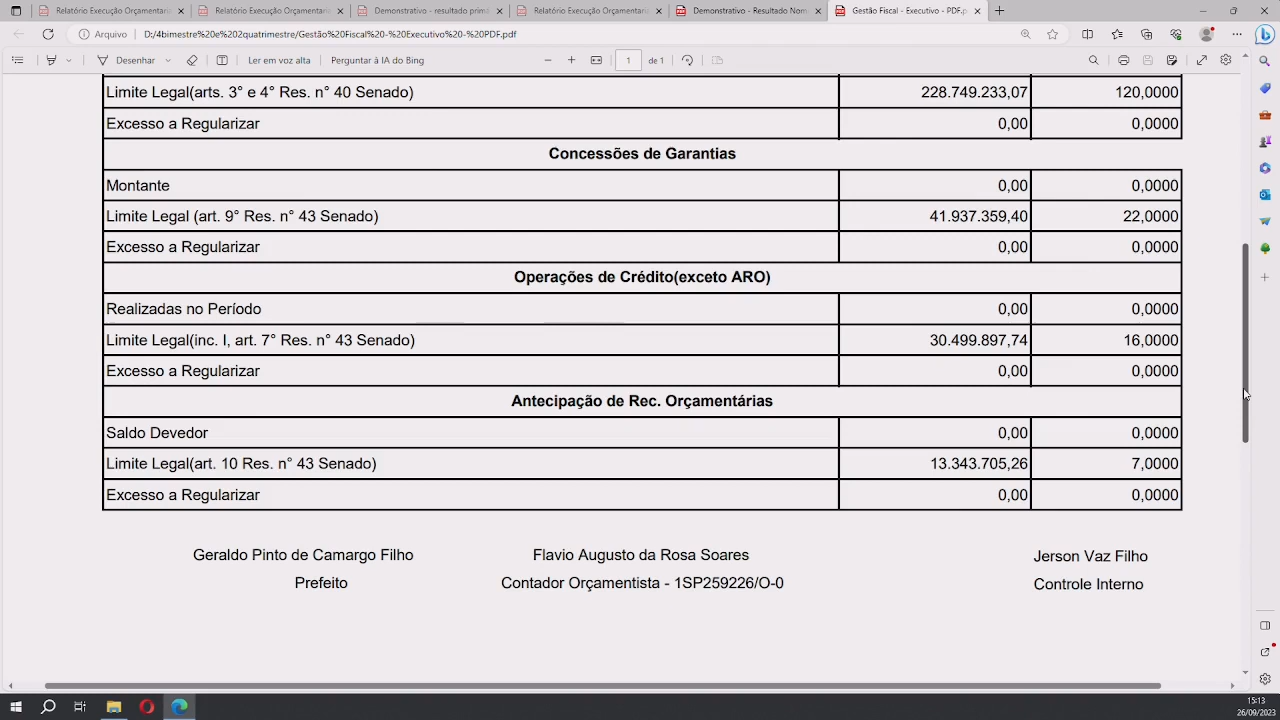 Relatório Execução Orçamentári
Relatório Execução Orçamentari
Demonstrativo - resultado primá
Relatório Execução Orçamentaria
Demonstrativo - Resultado Nomi
Gestão Fiscal - Executivo - PDF.p
Arquivo D:/4bimestre%20e%202quatrimestre/Gestão%20Fiscal%20-%20Executivo%20-%20PDF.pdf
Desenhar Ler em voz alta Perguntar à IA do Bing 1 de 1
Limite Legal(arts. 3° e 4° Res. n° 40 Senado) 228.749.233,07 120,0000
Excesso a Regularizar 0,00 0,0000
Concessões de Garantias
Montante 0,00 0,0000
Limite Legal (art. 9° Res. n° 43 Senado) 41.937.359,40 22,0000
Excesso a Regularizar 0,00 0,0000
Operações de Crédito(exceto ARO)
Realizadas no Período 0,00 0,0000
Limite Legal(inc. I, art. 7° Res. n° 43 Senado) 30.499.897,74 16,0000
Excesso a Regularizar 0,00 0,0000
Antecipação de Rec. Orçamentárias
Saldo Devedor 0,00 0,0000
Limite Legal(art. 10 Res. n° 43 Senado) 13.343.705,26 7,0000
Excesso a Regularizar 0,00 0,0000
Geraldo Pinto de Camargo Filho Flavio Augusto da Rosa Soares Jerson Vaz Filho
Prefeito Contador Orçamentista - 1SP259226/O-0 Controle Interno
15:13
26/09/2023